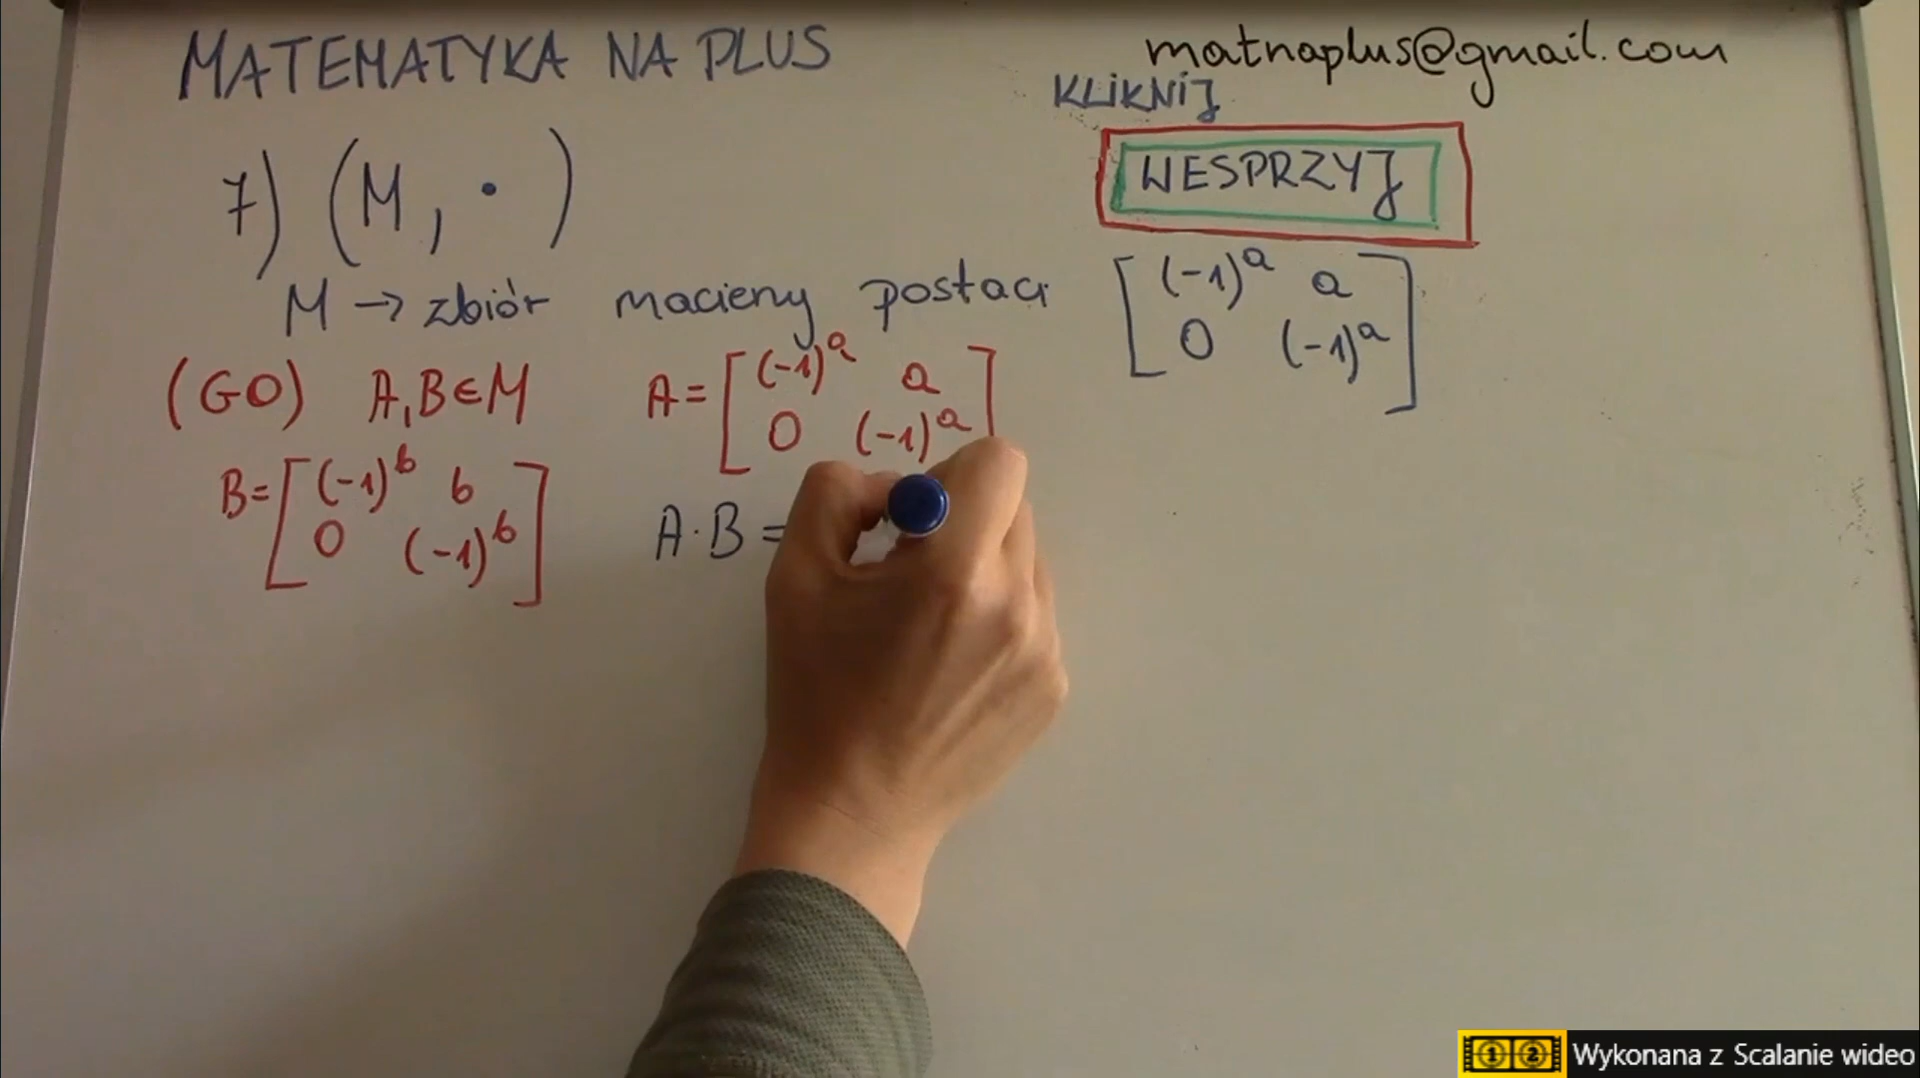 MATEMATYKA NA PLUS
matnaplus@gmail.com
KLIKNIJ
WESPRZYJ
7) (M, ·)
M → zbiór macierzy postaci [(-1)^a a
0 (-1)^a]
(G0) A,B∈M A=[(-1)^a a
0 (-1)^a]
B=[(-1)^b b
0 (-1)^b]
A·B =
Wykonana z Scalanie wideo